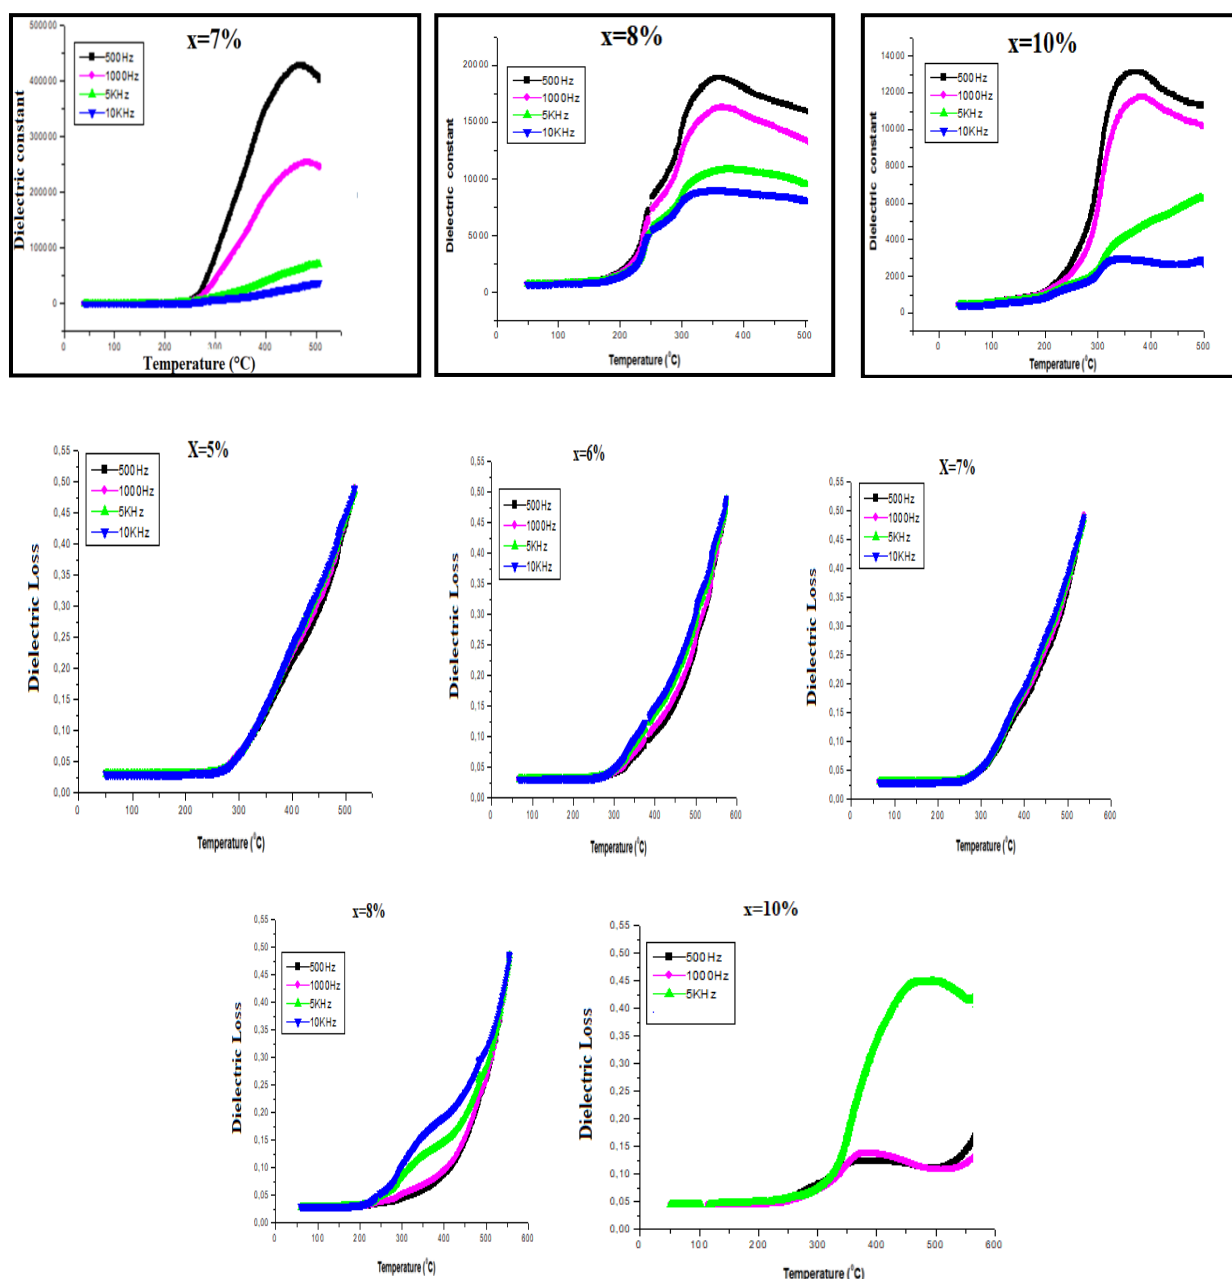 x=7%
500Hz
1000Hz
5KHz
10KHz
Dielectric constant
500000
400000
300000
200000
100000
0
0 100 200 300 400 500
Temperature (°C)
x=8%
500Hz
1000Hz
5KHz
10KHz
Dielectric constant
20000
15000
10000
5000
0
0 100 200 300 400 500
Temperature (⁰C)
x=10%
500Hz
1000Hz
5KHz
10KHz
Dielectric constant
14000
12000
10000
8000
6000
4000
2000
0
0 100 200 300 400 500
Temperature (⁰C)
X=5%
500Hz
1000Hz
5KHz
10KHz
Dielectric Loss
0,55
0,50
0,45
0,40
0,35
0,30
0,25
0,20
0,15
0,10
0,05
0,00
0 100 200 300 400 500
Temperature (⁰C)
x=6%
500Hz
1000Hz
5KHz
10KHz
Dielectric Loss
0,55
0,50
0,45
0,40
0,35
0,30
0,25
0,20
0,15
0,10
0,05
0,00
0 100 200 300 400 500 600
Temperature (⁰C)
X=7%
500Hz
1000Hz
5KHz
10KHz
Dielectric Loss
0,55
0,50
0,45
0,40
0,35
0,30
0,25
0,20
0,15
0,10
0,05
0,00
0 100 200 300 400 500 600
Temperature (⁰C)
x=8%
500Hz
1000Hz
5KHz
10KHz
Dielectric Loss
0,55
0,50
0,45
0,40
0,35
0,30
0,25
0,20
0,15
0,10
0,05
0,00
0 100 200 300 400 500 600
Temperature (⁰C)
x=10%
500Hz
1000Hz
5KHz
Dielectric Loss
0,55
0,50
0,45
0,40
0,35
0,30
0,25
0,20
0,15
0,10
0,05
0,00
0 100 200 300 400 500 600
Temperature (⁰C)